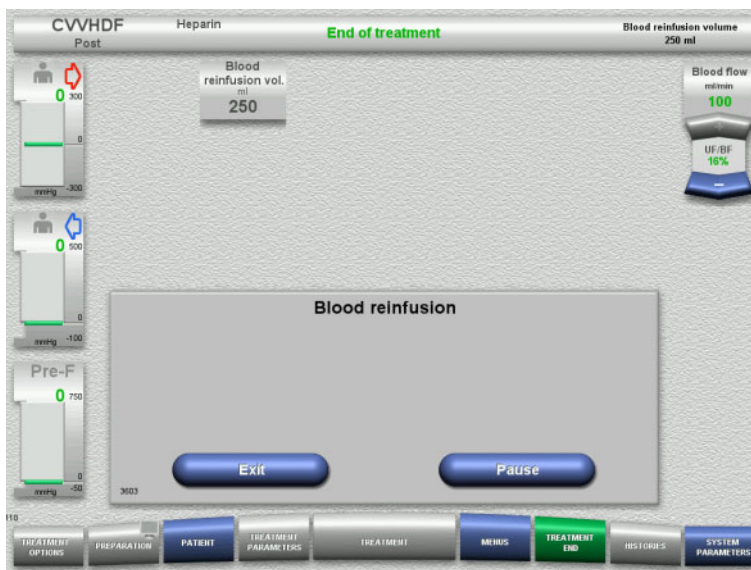 CVVHDF
Post
Heparin
End of treatment
Blood reinfusion volume
250 ml
0
300
0
-300
mmHg
Blood
reinfusion vol.
ml
250
Blood flow
ml/min
100
+
UF/BF
16%
−
0
500
0
-100
mmHg
Pre-F
0
750
0
-50
mmHg
Blood reinfusion
Exit
Pause
3603
110
TREATMENT
OPTIONS
PREPARATION
PATIENT
TREATMENT
PARAMETERS
TREATMENT
MENUS
TREATMENT
END
HISTORIES
SYSTEM
PARAMETERS